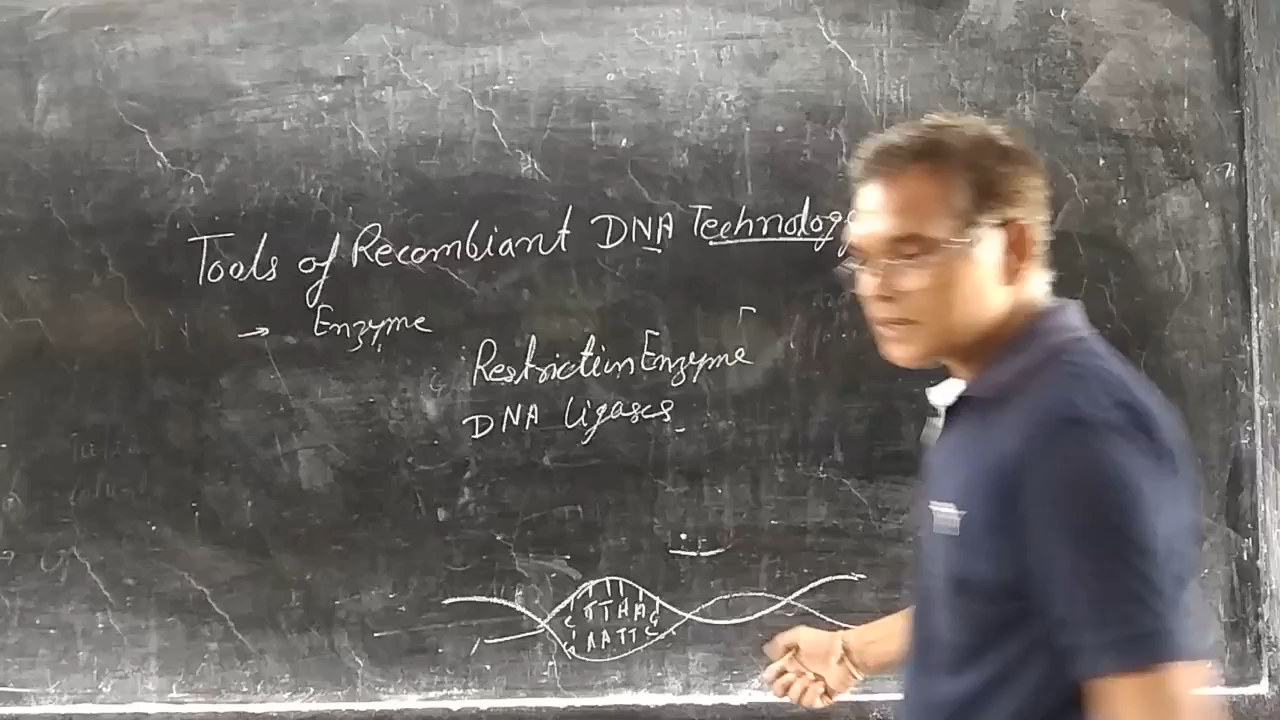 Tools of Recombiant DNA Technology
→ Enzyme
Restriction Enzyme
DNA ligases
C T T A A G
A A T T C